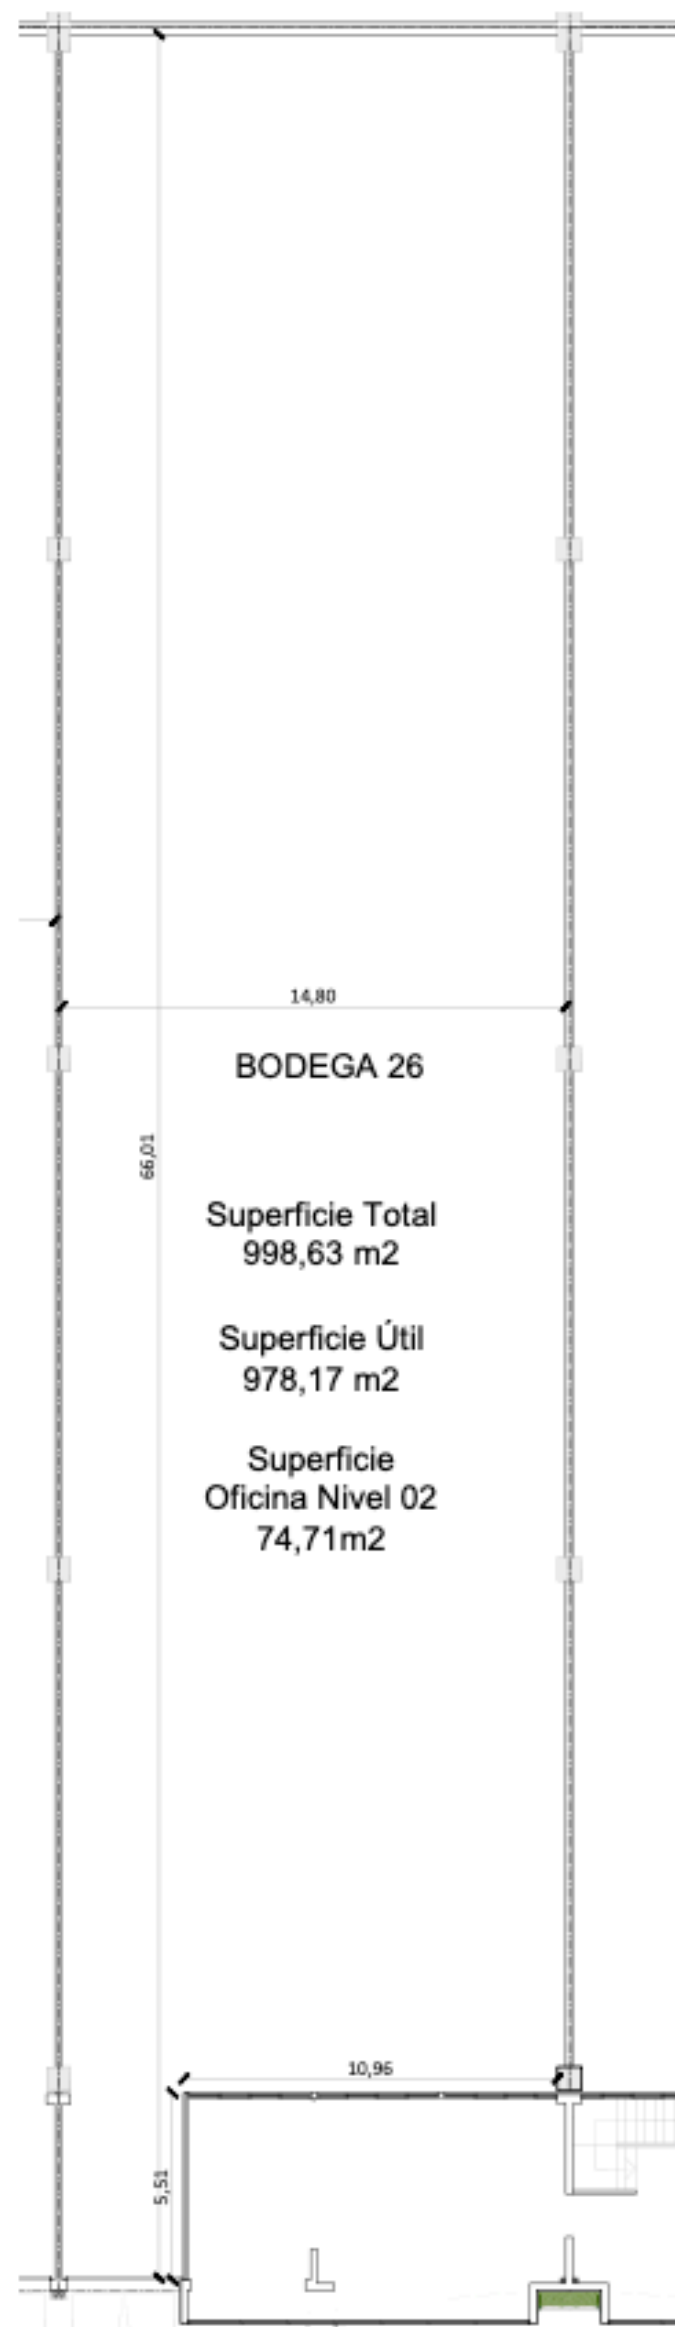 14,80
BODEGA 26
66,01
Superficie Total
998,63 m2
Superficie Útil
978,17 m2
Superficie
Oficina Nivel 02
74,71m2
10,96
5,51